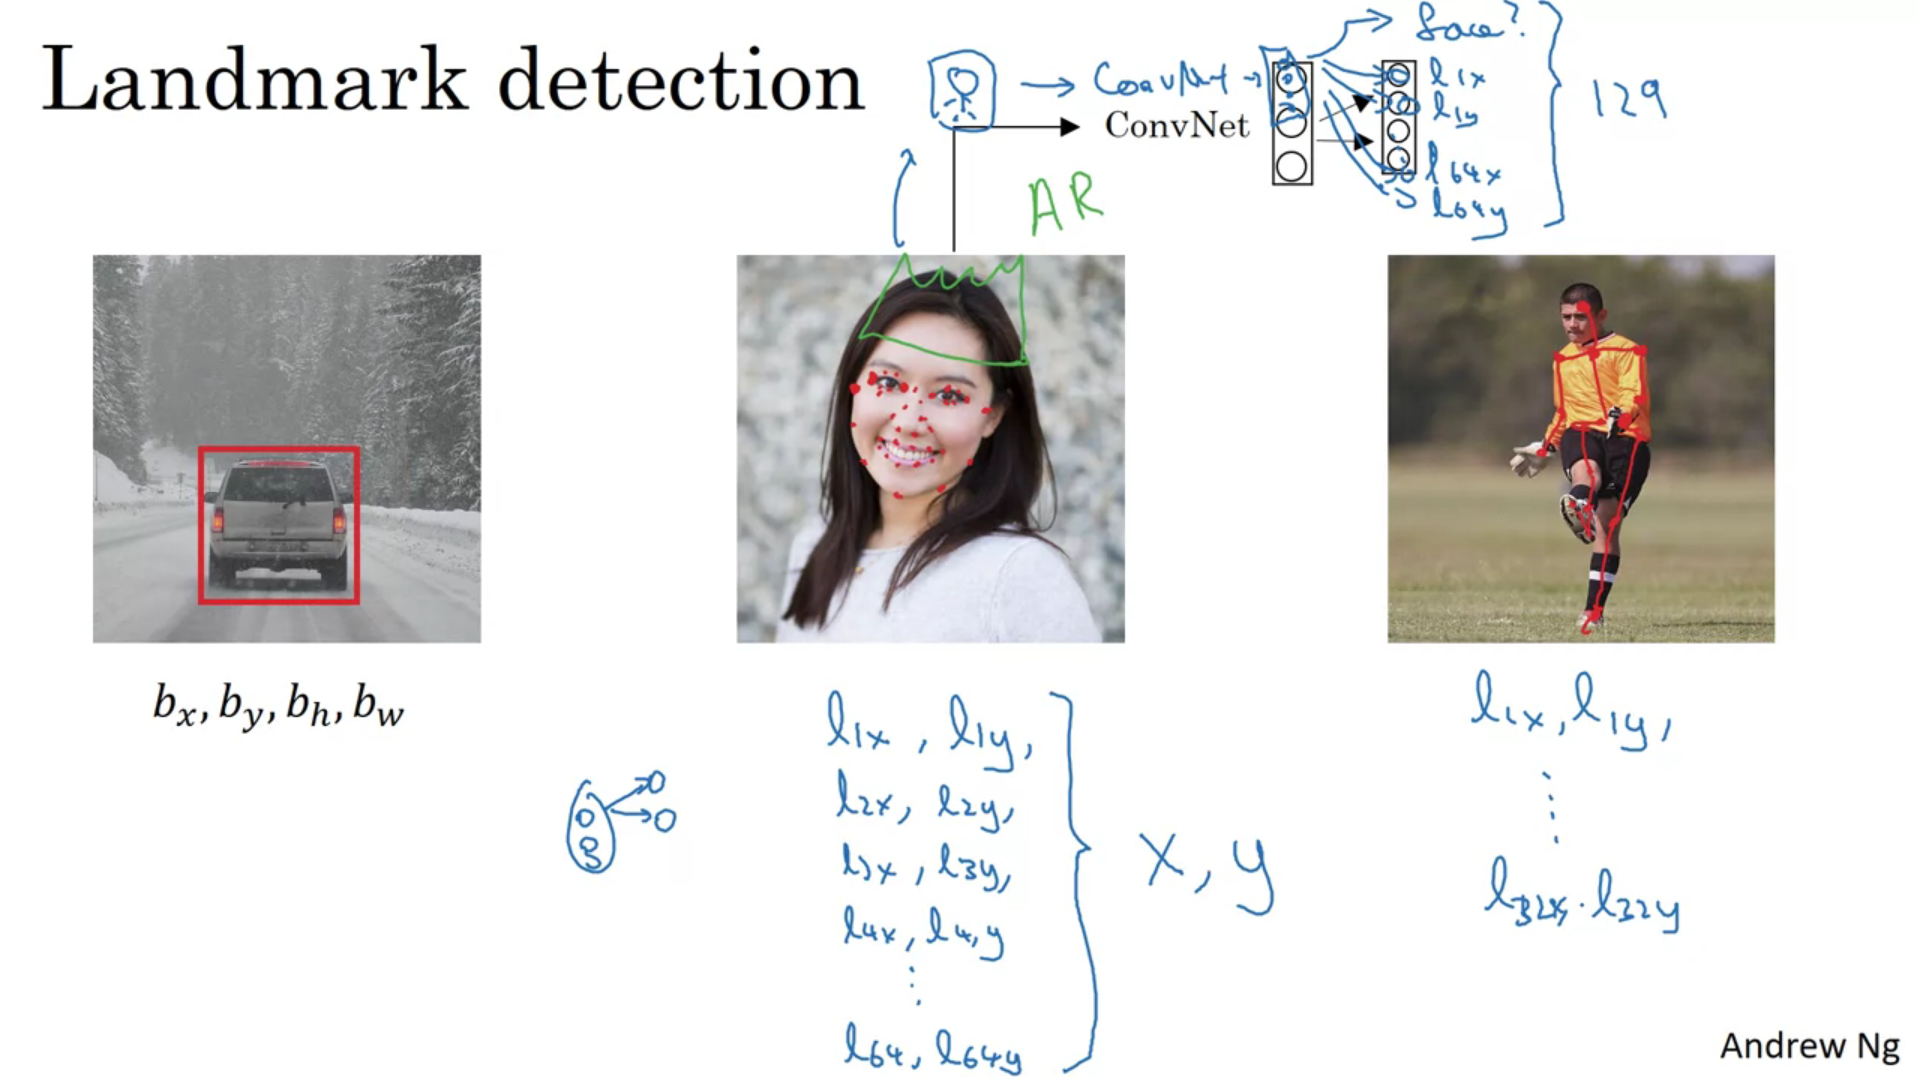 Landmark detection
face?
ConvNet → l1x
ConvNet
l1y
129
l64x
l64y
AR
bx, by, bh, bw
l1x, l1y,
l2x, l2y,
l3x, l3y,
l4x, l4,y
⋮
l64, l64y
x, y
l1x, l1y,
⋮
l32x, l32y
Andrew Ng